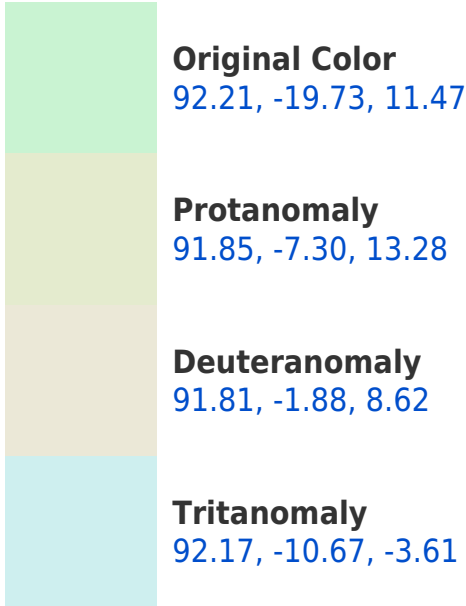 Original Color
92.21, -19.73, 11.47
Protanomaly
91.85, -7.30, 13.28
Deuteranomaly
91.81, -1.88, 8.62
Tritanomaly
92.17, -10.67, -3.61